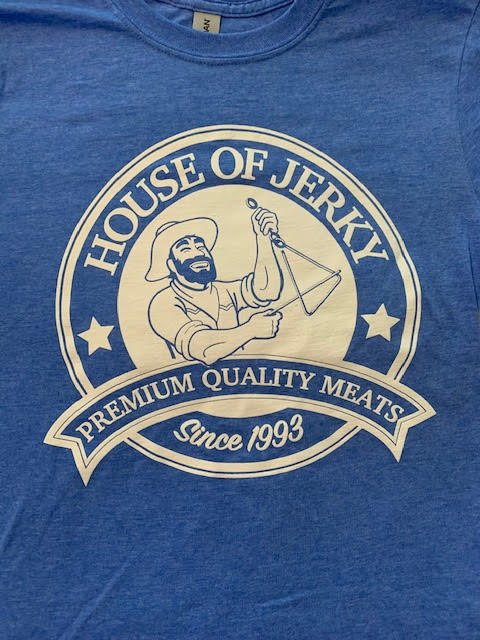 HOUSE OF JERKY
PREMIUM QUALITY MEATS
Since 1993